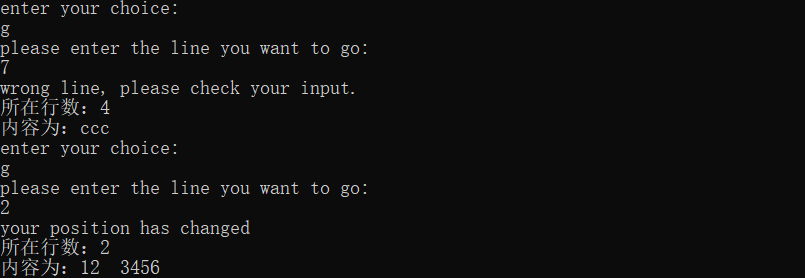 enter your choice:
g
please enter the line you want to go:
7
wrong line, please check your input.
所在行数：4
内容为：ccc
enter your choice:
g
please enter the line you want to go:
2
your position has changed
所在行数：2
内容为：12  3456